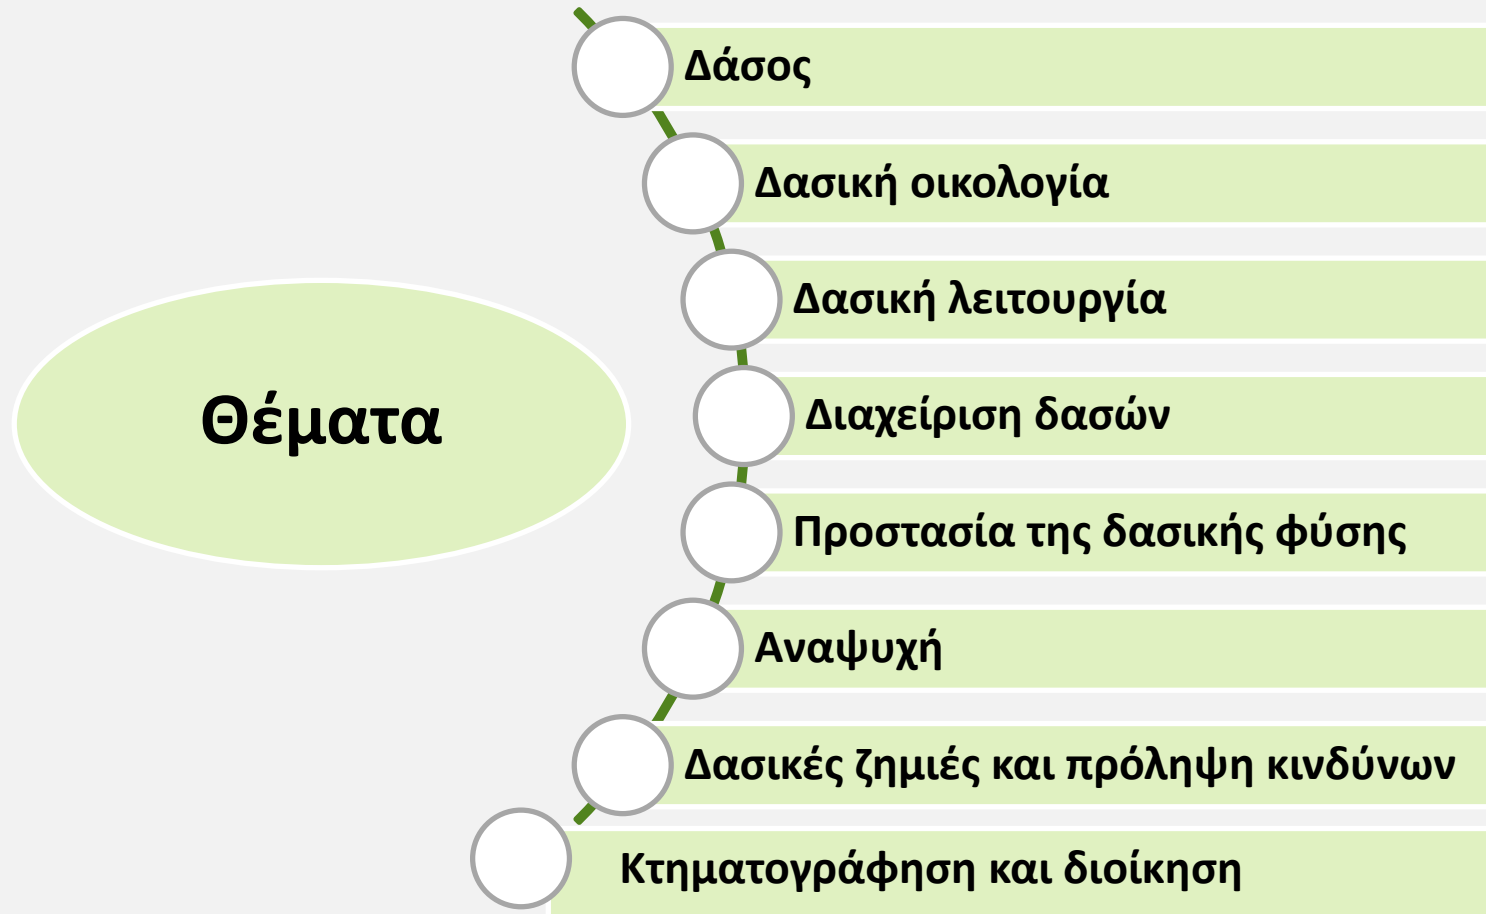 Θέματα
Δάσος
Δασική οικολογία
Δασική λειτουργία
Διαχείριση δασών
Προστασία της δασικής φύσης
Αναψυχή
Δασικές ζημιές και πρόληψη κινδύνων
Κτηματογράφηση και διοίκηση